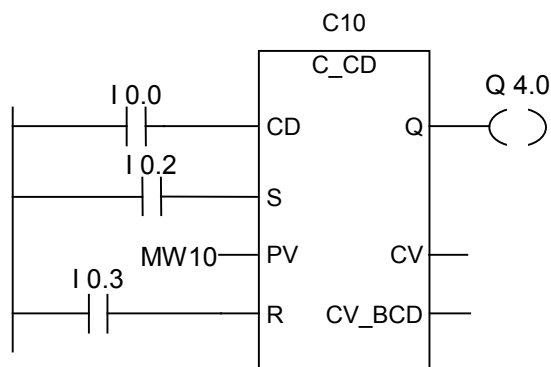 C10
C_CD
I 0.0
Q 4.0
CD
Q
I 0.2
S
MW10
PV
CV
I 0.3
R
CV_BCD